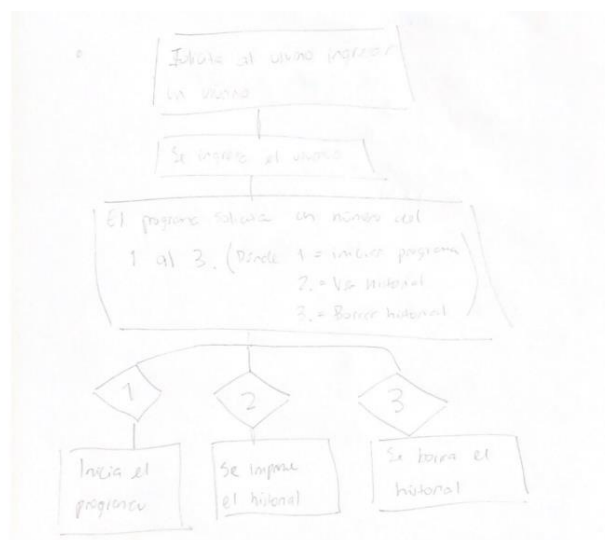 Solicita al usuario ingresar
un usuario
Se ingresa el usuario
El programa solicita un número del
1 al 3. (Donde 1 = iniciar programa
2. = Ver historial
3. = Borrar historial)
1
2
3
Inicia el
programa
Se imprime
el historial
Se borra el
historial